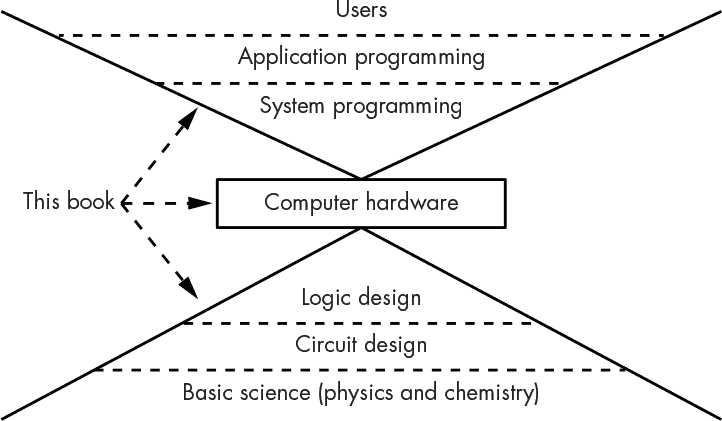 Users
Application programming
System programming
This book
Computer hardware
Logic design
Circuit design
Basic science (physics and chemistry)